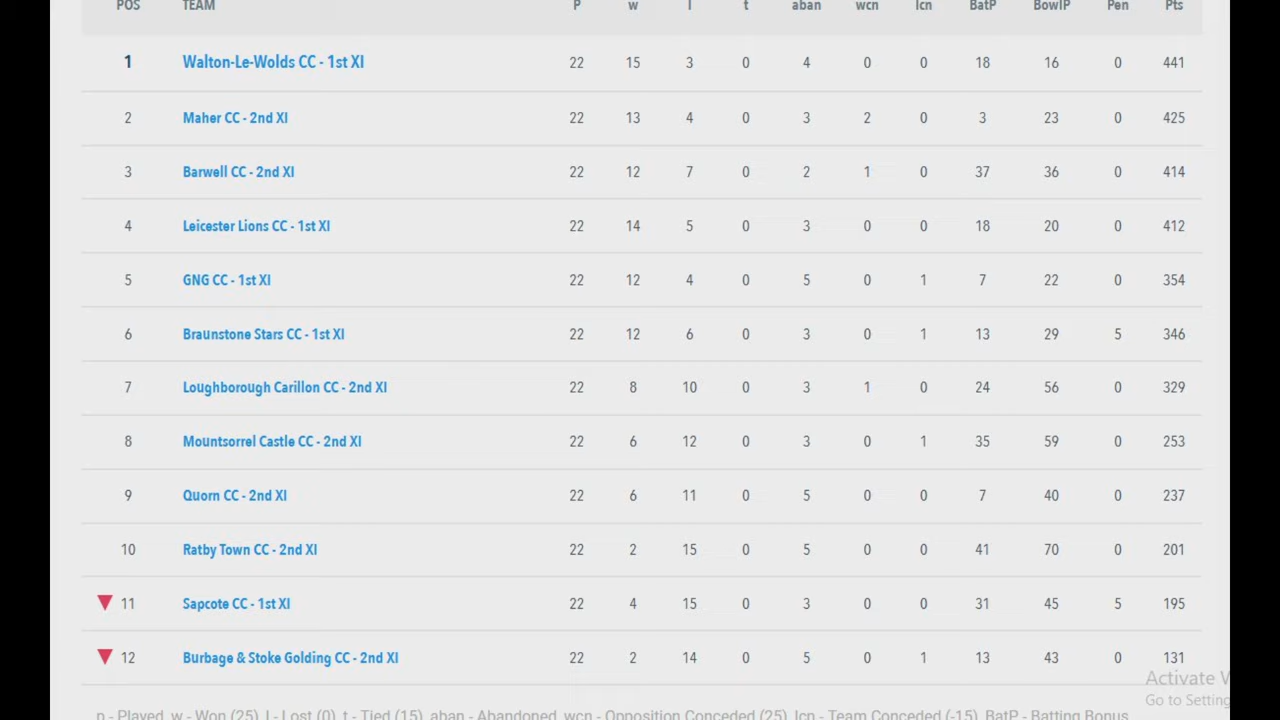 POS TEAM P w l t aban wcn lcn BatP BowlP Pen Pts
1 Walton-Le-Wolds CC - 1st XI 22 15 3 0 4 0 0 18 16 0 441
2 Maher CC - 2nd XI 22 13 4 0 3 2 0 3 23 0 425
3 Barwell CC - 2nd XI 22 12 7 0 2 1 0 37 36 0 414
4 Leicester Lions CC - 1st XI 22 14 5 0 3 0 0 18 20 0 412
5 GNG CC - 1st XI 22 12 4 0 5 0 1 7 22 0 354
6 Braunstone Stars CC - 1st XI 22 12 6 0 3 0 1 13 29 5 346
7 Loughborough Carillon CC - 2nd XI 22 8 10 0 3 1 0 24 56 0 329
8 Mountsorrel Castle CC - 2nd XI 22 6 12 0 3 0 1 35 59 0 253
9 Quorn CC - 2nd XI 22 6 11 0 5 0 0 7 40 0 237
10 Ratby Town CC - 2nd XI 22 2 15 0 5 0 0 41 70 0 201
11 Sapcote CC - 1st XI 22 4 15 0 3 0 0 31 45 5 195
12 Burbage & Stoke Golding CC - 2nd XI 22 2 14 0 5 0 1 13 43 0 131
Activate W
Go to Setting
p - Played, w - Won (25), l - Lost (0), t - Tied (15), aban - Abandoned, wcn - Opposition Conceded (25), lcn - Team Conceded (-15), BatP - Batting Bonus